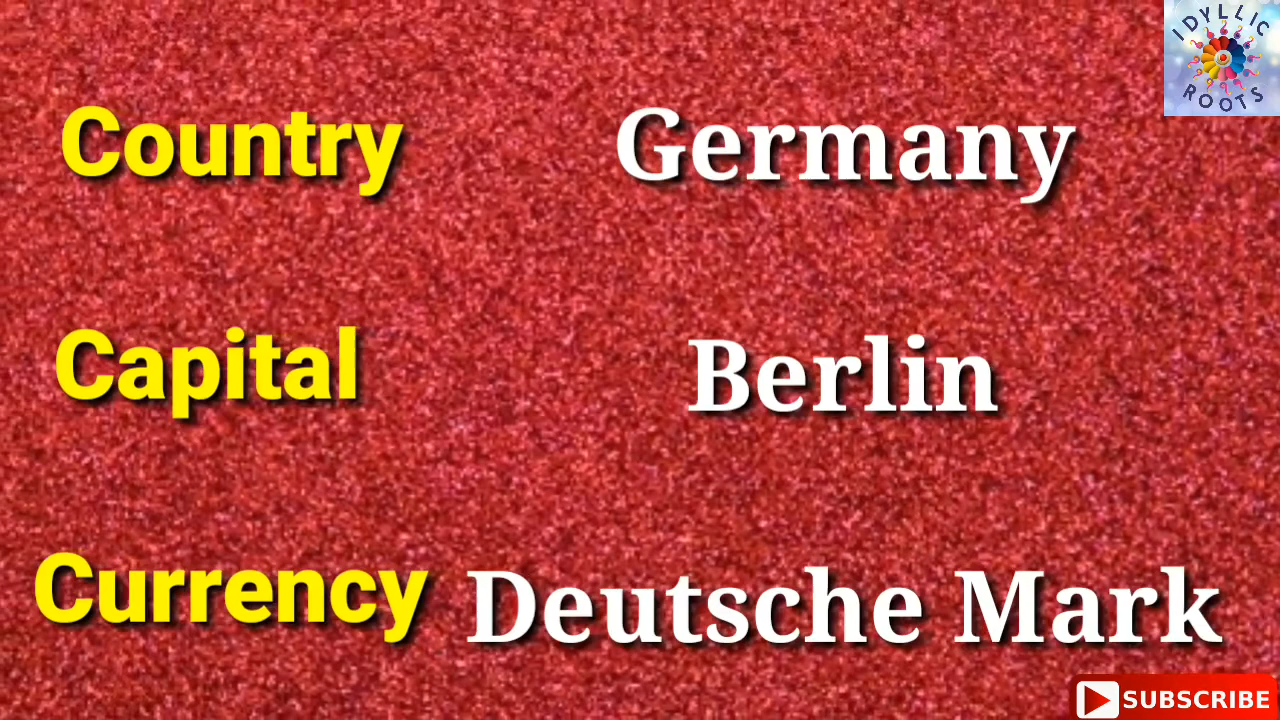 IDYLLIC
ROOTS
Country Germany
Capital Berlin
Currency Deutsche Mark
SUBSCRIBE